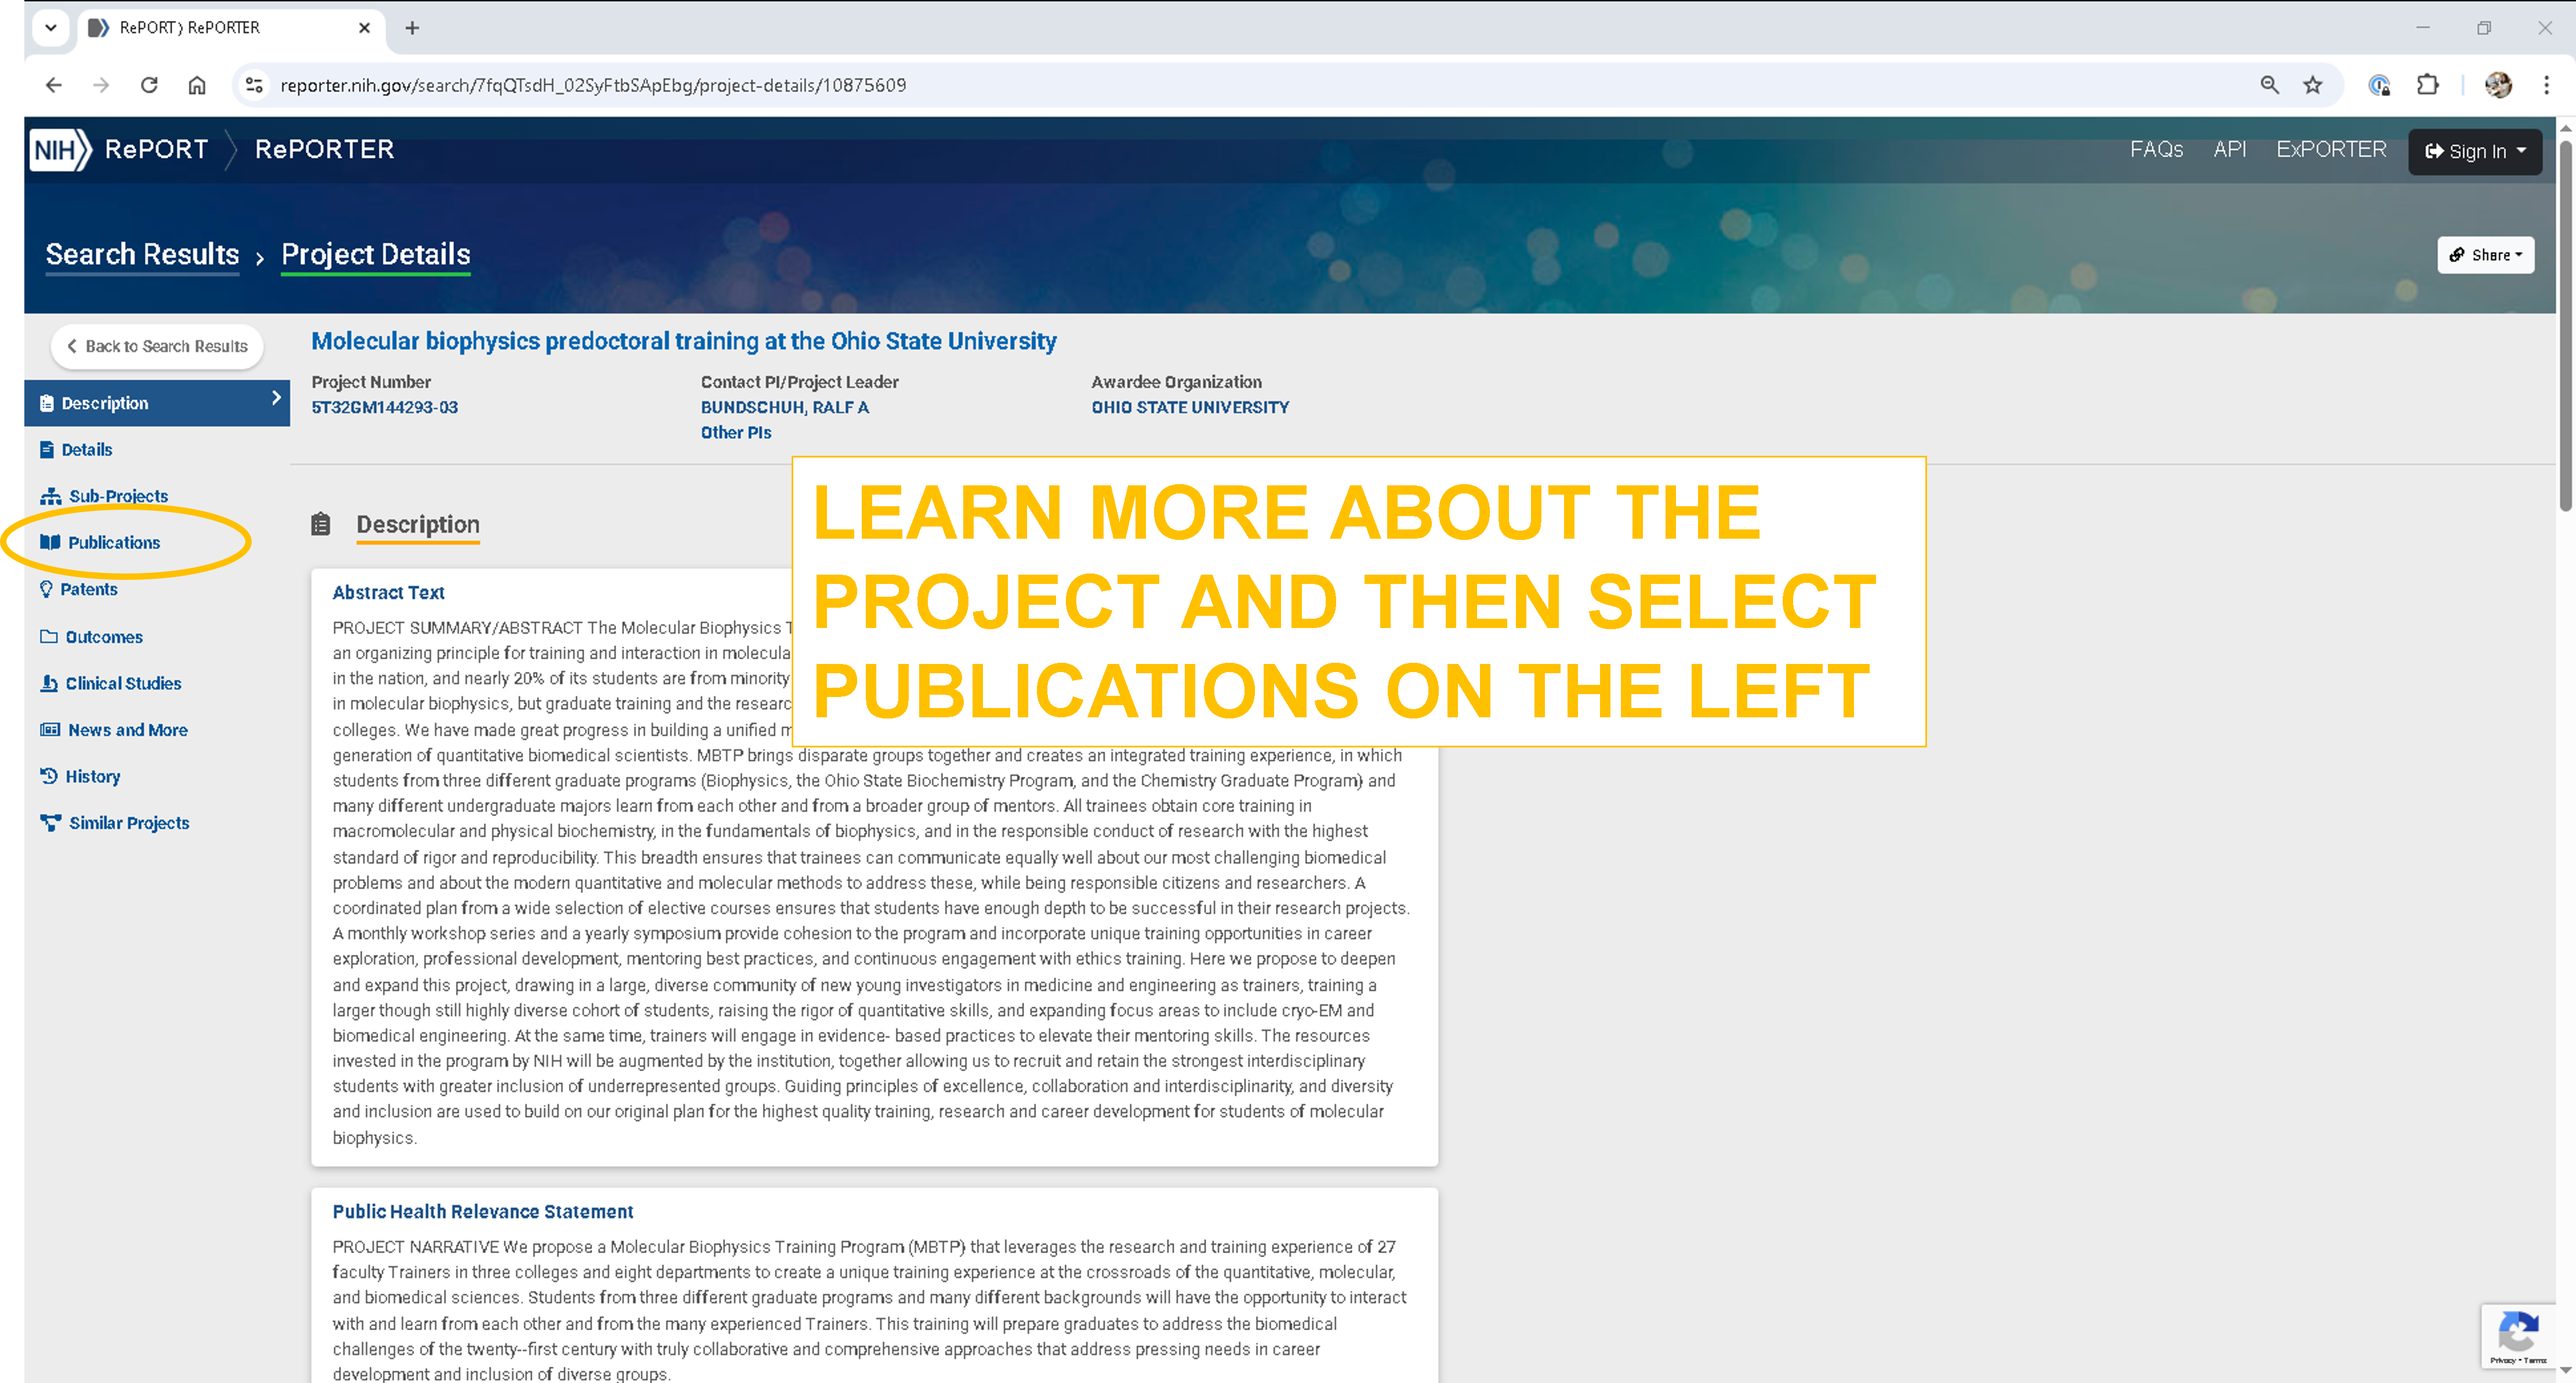 RePORT ⟩ RePORTER
reporter.nih.gov/search/7fqQTsdH_02SyFtbSApEbg/project-details/10875609
NIH RePORT RePORTER
FAQs API ExPORTER Sign In
Search Results › Project Details
Share
Back to Search Results
Description
Details
Sub-Projects
Publications
Patents
Outcomes
Clinical Studies
News and More
History
Similar Projects
Molecular biophysics predoctoral training at the Ohio State University
Project Number
5T32GM144293-03
Contact PI/Project Leader
BUNDSCHUH, RALF A
Other PIs
Awardee Organization
OHIO STATE UNIVERSITY
LEARN MORE ABOUT THE
PROJECT AND THEN SELECT
PUBLICATIONS ON THE LEFT
Description
Abstract Text
PROJECT SUMMARY/ABSTRACT The Molecular Biophysics T
an organizing principle for training and interaction in molecula
in the nation, and nearly 20% of its students are from minority
in molecular biophysics, but graduate training and the researc
colleges. We have made great progress in building a unified m
generation of quantitative biomedical scientists. MBTP brings disparate groups together and creates an integrated training experience, in which
students from three different graduate programs (Biophysics, the Ohio State Biochemistry Program, and the Chemistry Graduate Program) and
many different undergraduate majors learn from each other and from a broader group of mentors. All trainees obtain core training in
macromolecular and physical biochemistry, in the fundamentals of biophysics, and in the responsible conduct of research with the highest
standard of rigor and reproducibility. This breadth ensures that trainees can communicate equally well about our most challenging biomedical
problems and about the modern quantitative and molecular methods to address these, while being responsible citizens and researchers. A
coordinated plan from a wide selection of elective courses ensures that students have enough depth to be successful in their research projects.
A monthly workshop series and a yearly symposium provide cohesion to the program and incorporate unique training opportunities in career
exploration, professional development, mentoring best practices, and continuous engagement with ethics training. Here we propose to deepen
and expand this project, drawing in a large, diverse community of new young investigators in medicine and engineering as trainers, training a
larger though still highly diverse cohort of students, raising the rigor of quantitative skills, and expanding focus areas to include cryo-EM and
biomedical engineering. At the same time, trainers will engage in evidence- based practices to elevate their mentoring skills. The resources
invested in the program by NIH will be augmented by the institution, together allowing us to recruit and retain the strongest interdisciplinary
students with greater inclusion of underrepresented groups. Guiding principles of excellence, collaboration and interdisciplinarity, and diversity
and inclusion are used to build on our original plan for the highest quality training, research and career development for students of molecular
biophysics.
Public Health Relevance Statement
PROJECT NARRATIVE We propose a Molecular Biophysics Training Program (MBTP) that leverages the research and training experience of 27
faculty Trainers in three colleges and eight departments to create a unique training experience at the crossroads of the quantitative, molecular,
and biomedical sciences. Students from three different graduate programs and many different backgrounds will have the opportunity to interact
with and learn from each other and from the many experienced Trainers. This training will prepare graduates to address the biomedical
challenges of the twenty--first century with truly collaborative and comprehensive approaches that address pressing needs in career
development and inclusion of diverse groups.
Privacy • Terms